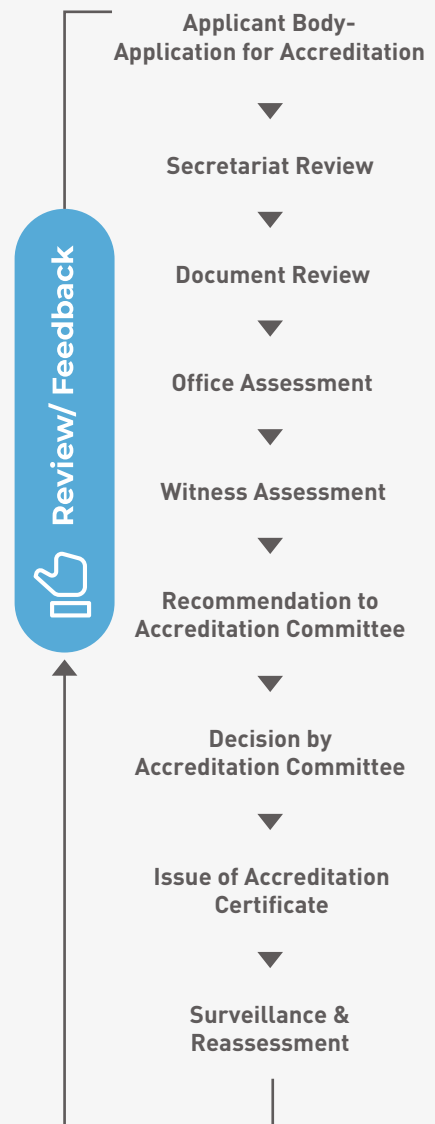 Applicant Body-
Application for Accreditation
Secretariat Review
Document Review
Office Assessment
Witness Assessment
Recommendation to
Accreditation Committee
Decision by
Accreditation Committee
Issue of Accreditation
Certificate
Surveillance &
Reassessment
Review/ Feedback